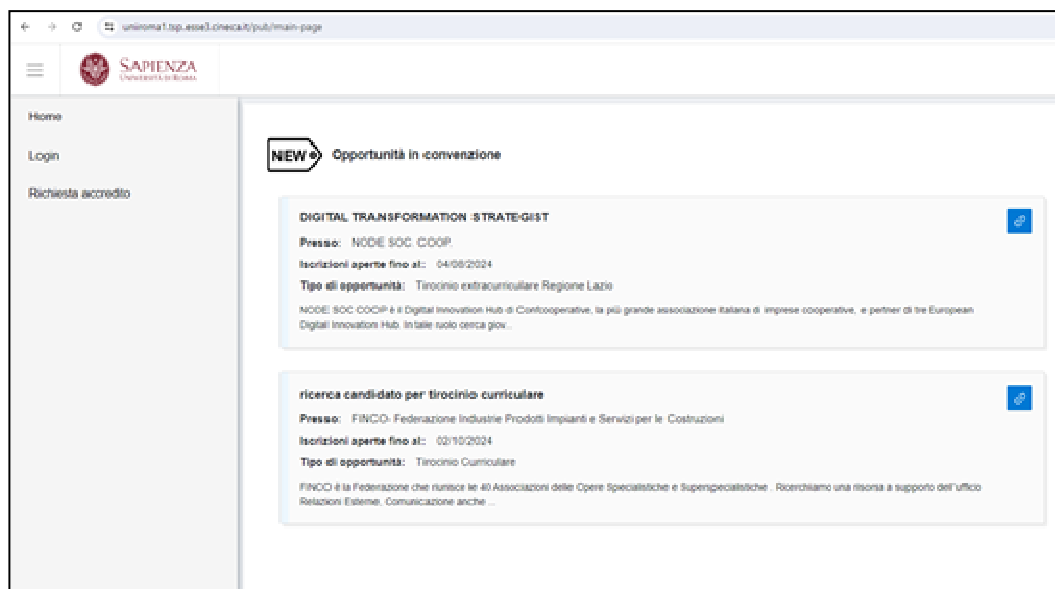 uniroma1.tsp.esse3.cineca.it/pub/main-page
SAPIENZA
UNIVERSITÀ DI ROMA
Home
Login
Richiesta accredito
NEW
Opportunità in convenzione
DIGITAL TRANSFORMATION STRATEGIST
Presso: NODE SOC. COOP.
Iscrizioni aperte fino al: 04/08/2024
Tipo di opportunità: Tirocinio extracurriculare Regione Lazio
NODE SOC COOP è il Digital Innovation Hub di Confcooperative, la più grande associazione italiana di imprese cooperative, e partner di tre European
Digital Innovation Hub. In tale ruolo cerca giov...
ricerca candidato per tirocinio curriculare
Presso: FINCO- Federazione Industrie Prodotti Impianti e Servizi per le Costruzioni
Iscrizioni aperte fino al: 02/10/2024
Tipo di opportunità: Tirocinio Curriculare
FINCO è la Federazione che riunisce le 40 Associazioni delle Opere Specialistiche e Superspecialistiche . Ricerchiamo una risorsa a supporto dell'ufficio
Relazioni Esterne, Comunicazione anche ...